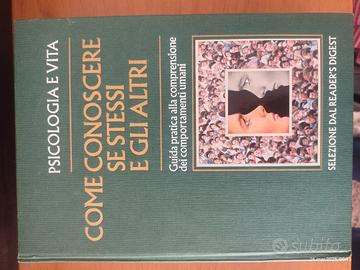 PSICOLOGIA E VITA
COME CONOSCERE
SE STESSI
E GLI ALTRI
Guida pratica alla comprensione
dei comportamenti umani
SELEZIONE DAL READER'S DIGEST
subito